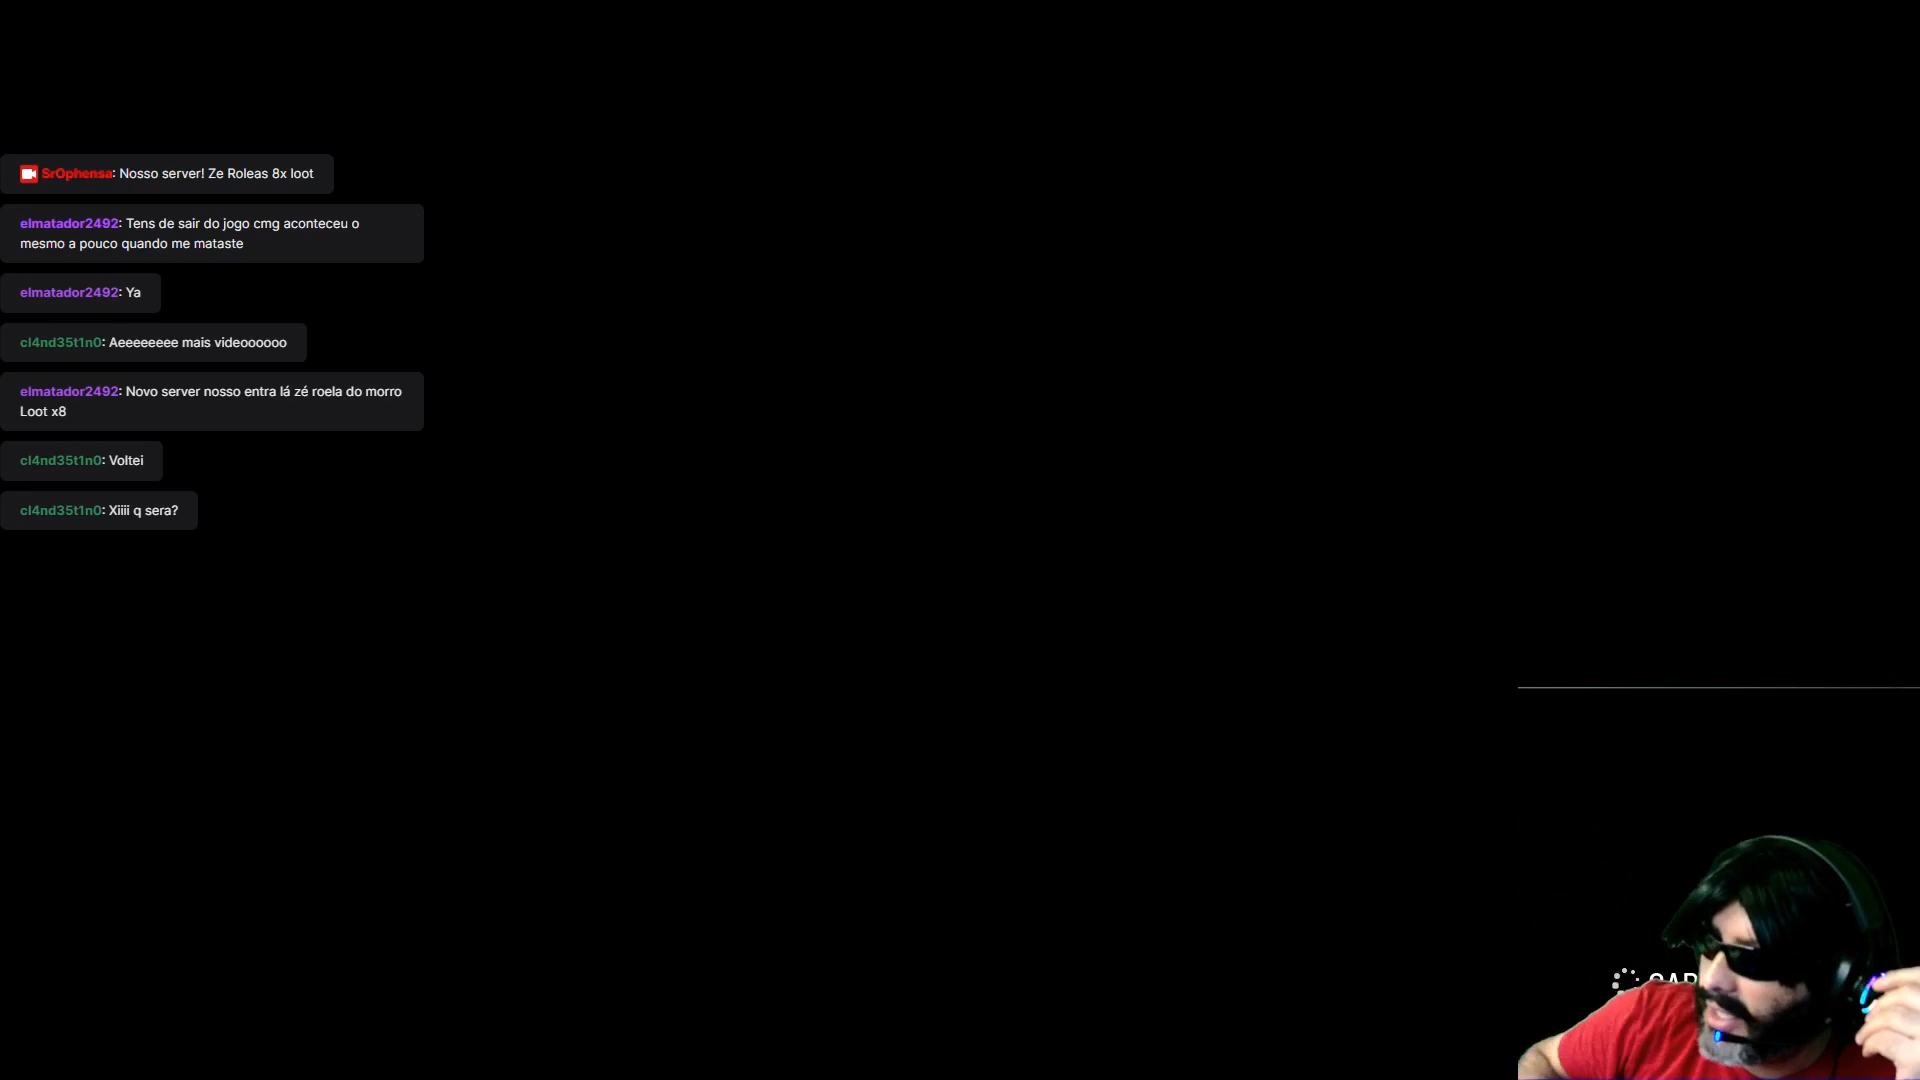 SrOphensa: Nosso server! Ze Roleas 8x loot
elmatador2492: Tens de sair do jogo cmg aconteceu o
mesmo a pouco quando me mataste
elmatador2492: Ya
cl4nd35t1n0: Aeeeeeeee mais videoooooo
elmatador2492: Novo server nosso entra lá zé roela do morro
Loot x8
cl4nd35t1n0: Voltei
cl4nd35t1n0: Xiiii q sera?